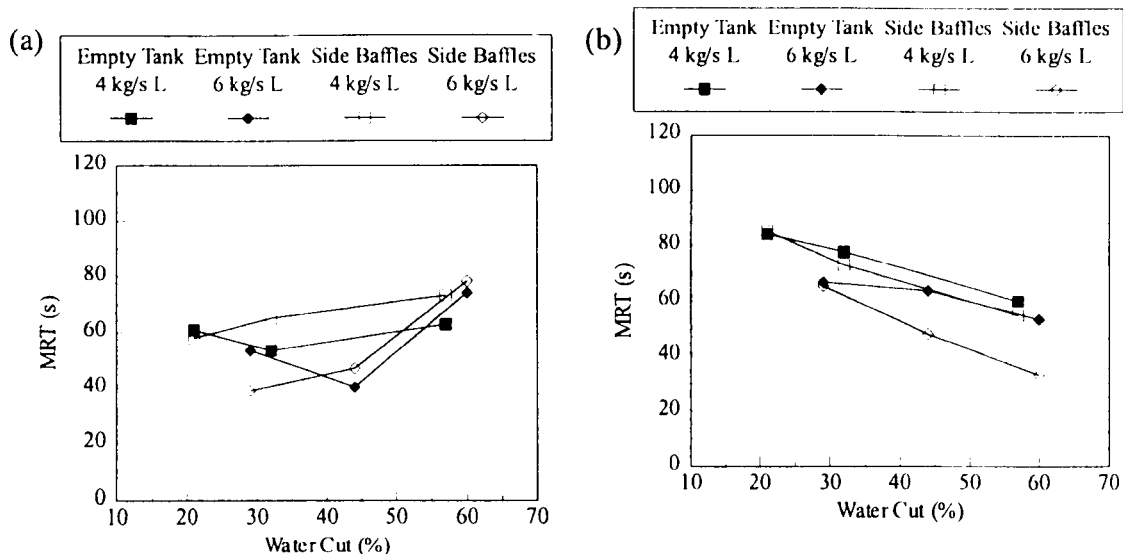 (a)
Empty Tank Empty Tank Side Baffles Side Baffles
4 kg/s L 6 kg/s L 4 kg/s L 6 kg/s L
120
100
80
60
40
20
0
MRT (s)
10 20 30 40 50 60 70
Water Cut (%)
(b)
Empty Tank Empty Tank Side Baffles Side Baffles
4 kg/s L 6 kg/s L 4 kg/s L 6 kg/s L
120
100
80
60
40
20
0
MRT (s)
10 20 30 40 50 60 70
Water Cut (%)